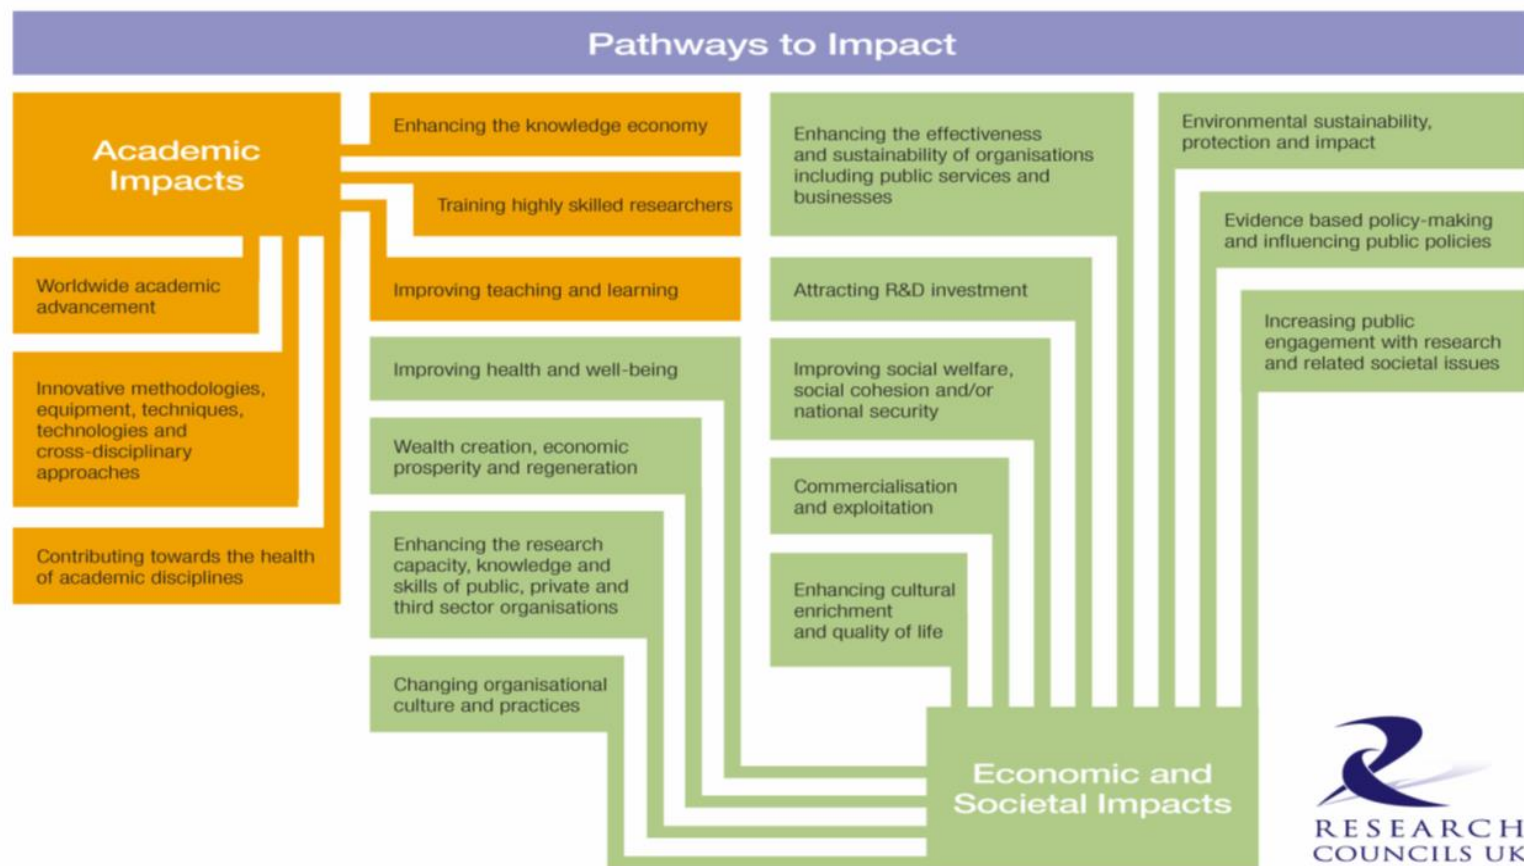 Pathways to Impact
Academic
Impacts
Worldwide academic
advancement
Innovative methodologies,
equipment, techniques,
technologies and
cross-disciplinary
approaches
Contributing towards the health
of academic disciplines
Enhancing the knowledge economy
Training highly skilled researchers
Improving teaching and learning
Improving health and well-being
Wealth creation, economic
prosperity and regeneration
Enhancing the research
capacity, knowledge and
skills of public, private and
third sector organisations
Changing organisational
culture and practices
Enhancing the effectiveness
and sustainability of organisations
including public services and
businesses
Attracting R&D investment
Improving social welfare,
social cohesion and/or
national security
Commercialisation
and exploitation
Enhancing cultural
enrichment
and quality of life
Environmental sustainability,
protection and impact
Evidence based policy-making
and influencing public policies
Increasing public
engagement with research
and related societal issues
Economic and
Societal Impacts
RESEARCH
COUNCILS UK